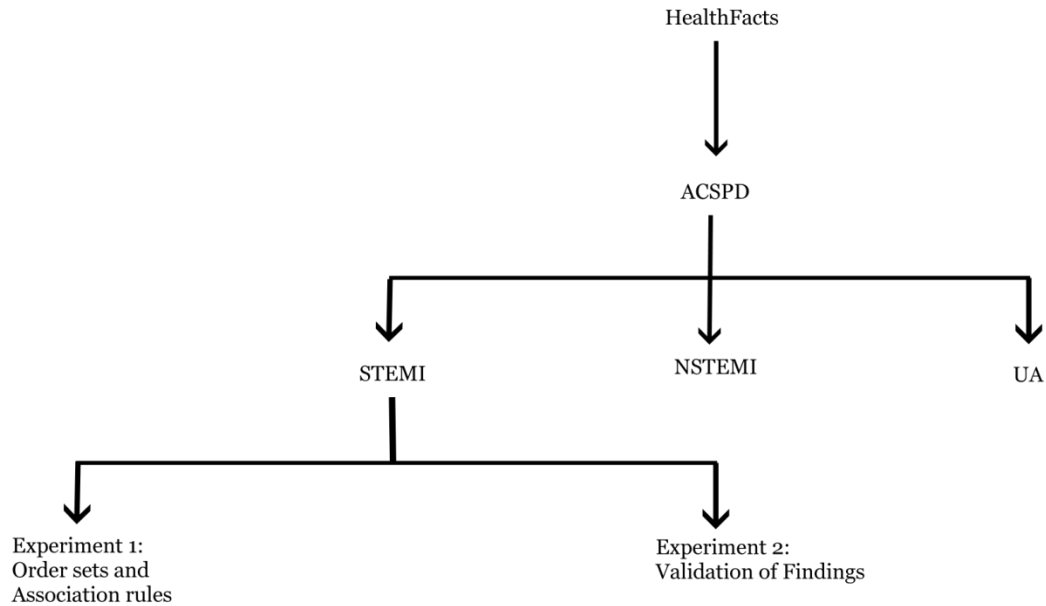 HealthFacts
ACSPD
STEMI
NSTEMI
UA
Experiment 1:
Order sets and
Association rules
Experiment 2:
Validation of Findings